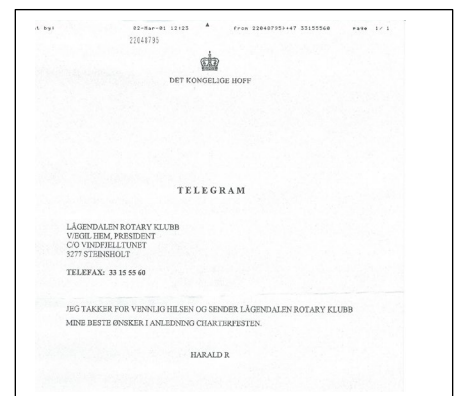 t by:   02-Mar-01 12:25   From 22048795>+47 33155560   Page 1/ 1
22048795
DET KONGELIGE HOFF
TELEGRAM
LÅGENDALEN ROTARY KLUBB
V/EGIL HEM, PRESIDENT
C/O VINDFJELLTUNET
3277 STEINSHOLT
TELEFAX: 33 15 55 60
JEG TAKKER FOR VENNLIG HILSEN OG SENDER LÅGENDALEN ROTARY KLUBB
MINE BESTE ØNSKER I ANLEDNING CHARTERFESTEN.
HARALD R